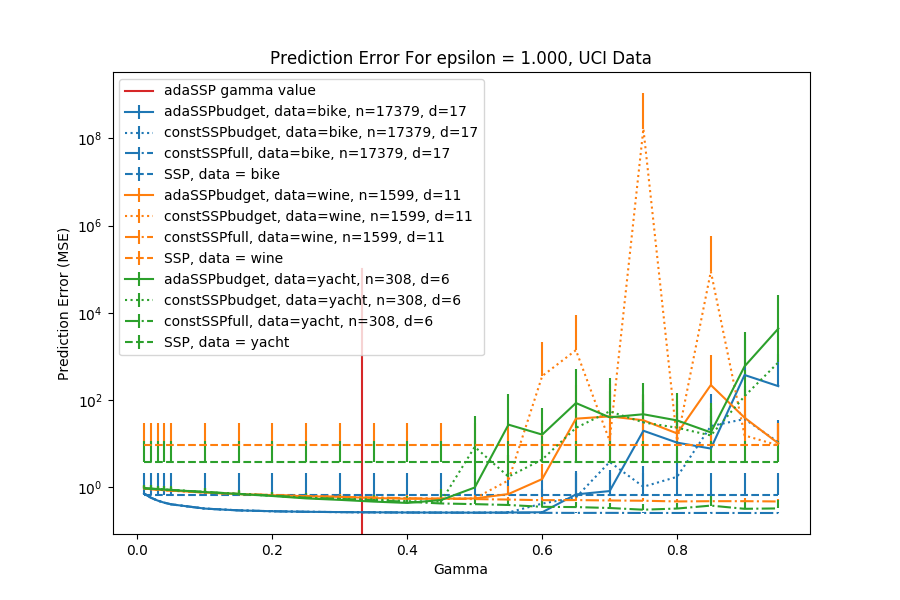 Prediction Error For epsilon = 1.000, UCI Data
adaSSP gamma value
adaSSPbudget, data=bike, n=17379, d=17
constSSPbudget, data=bike, n=17379, d=17
constSSPfull, data=bike, n=17379, d=17
SSP, data = bike
adaSSPbudget, data=wine, n=1599, d=11
constSSPbudget, data=wine, n=1599, d=11
constSSPfull, data=wine, n=1599, d=11
SSP, data = wine
adaSSPbudget, data=yacht, n=308, d=6
constSSPbudget, data=yacht, n=308, d=6
constSSPfull, data=yacht, n=308, d=6
SSP, data = yacht
Prediction Error (MSE)
10^8
10^6
10^4
10^2
10^0
0.0 0.2 0.4 0.6 0.8
Gamma